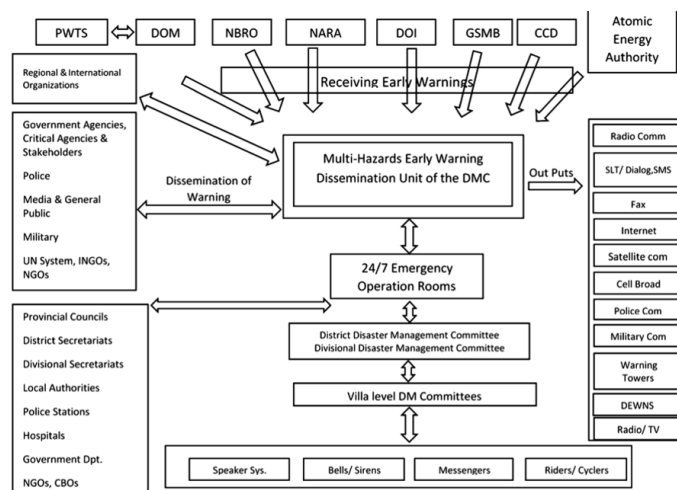 PWTS
DOM
NBRO
NARA
DOI
GSMB
CCD
Atomic
Energy
Authority
Regional & International
Organizations
Receiving Early Warnings
Government Agencies,
Critical Agencies &
Stakeholders
Police
Media & General
Public
Military
UN System, INGOs,
NGOs
Dissemination of
Warning
Multi-Hazards Early Warning
Dissemination Unit of the DMC
Out Puts
Radio Comm
SLT/ Dialog,SMS
Fax
Internet
Satellite com
Cell Broad
Police Com
Military Com
Warning
Towers
DEWNS
Radio/ TV
24/7 Emergency
Operation Rooms
Provincial Councils
District Secretariats
Divisional Secretariats
Local Authorities
Police Stations
Hospitals
Government Dpt.
NGOs, CBOs
District Disaster Management Committee
Divisional Disaster Management Committee
Villa level DM Committees
Speaker Sys.
Bells/ Sirens
Messengers
Riders/ Cyclers